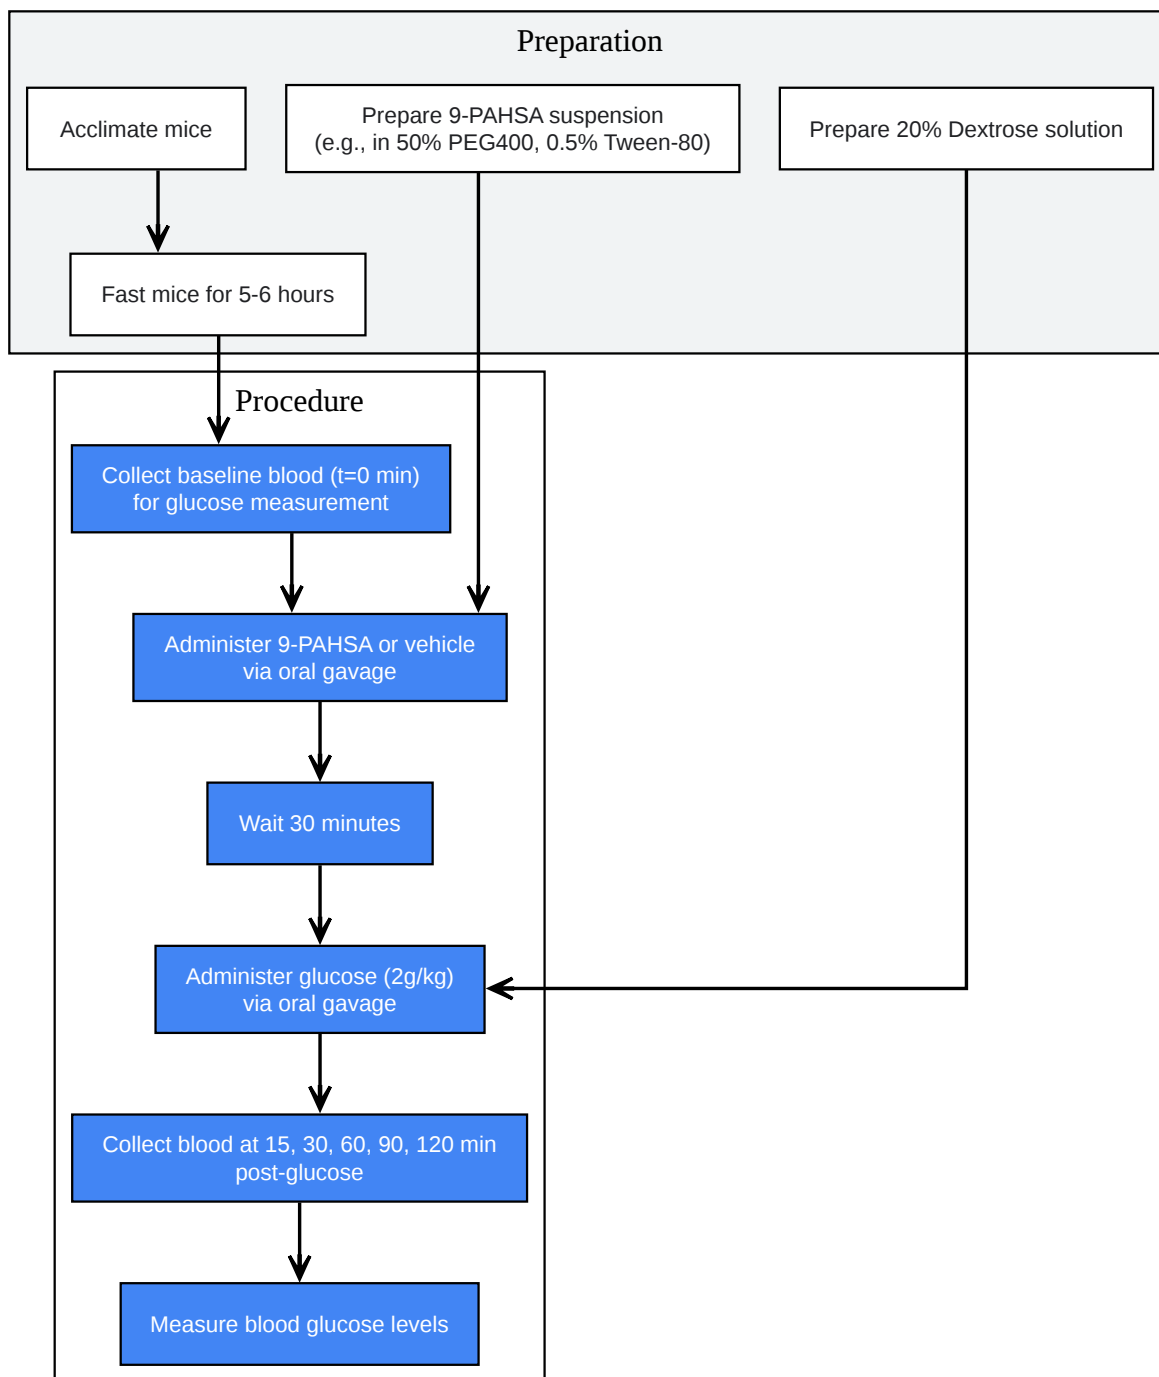 Preparation
Acclimate mice
Prepare 9-PAHSA suspension
(e.g., in 50% PEG400, 0.5% Tween-80)
Prepare 20% Dextrose solution
Fast mice for 5-6 hours
Procedure
Collect baseline blood (t=0 min)
for glucose measurement
Administer 9-PAHSA or vehicle
via oral gavage
Wait 30 minutes
Administer glucose (2g/kg)
via oral gavage
Collect blood at 15, 30, 60, 90, 120 min
post-glucose
Measure blood glucose levels